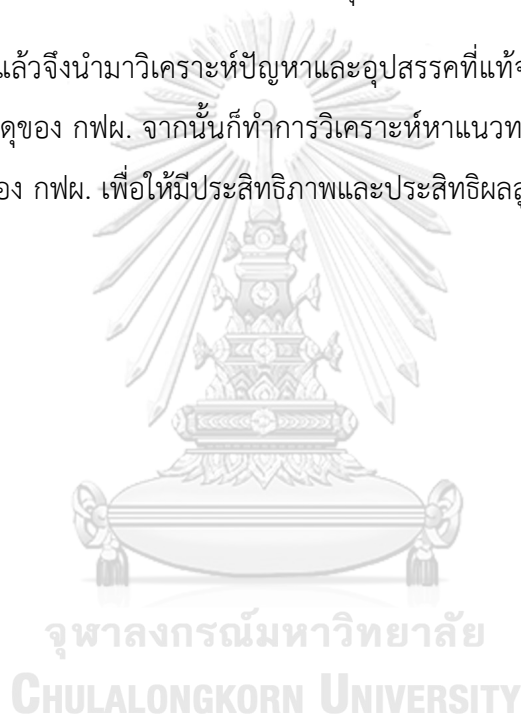 แล้วจึงนำมาวิเคราะห์ปัญหาและอุปสรรคที่แท้จ
ดุของ กฟผ. จากนั้นก็ทำการวิเคราะห์หาแนวท
อง กฟผ. เพื่อให้มีประสิทธิภาพและประสิทธิผลสู
จุฬาลงกรณ์มหาวิทยาลัย
CHULALONGKORN UNIVERSITY